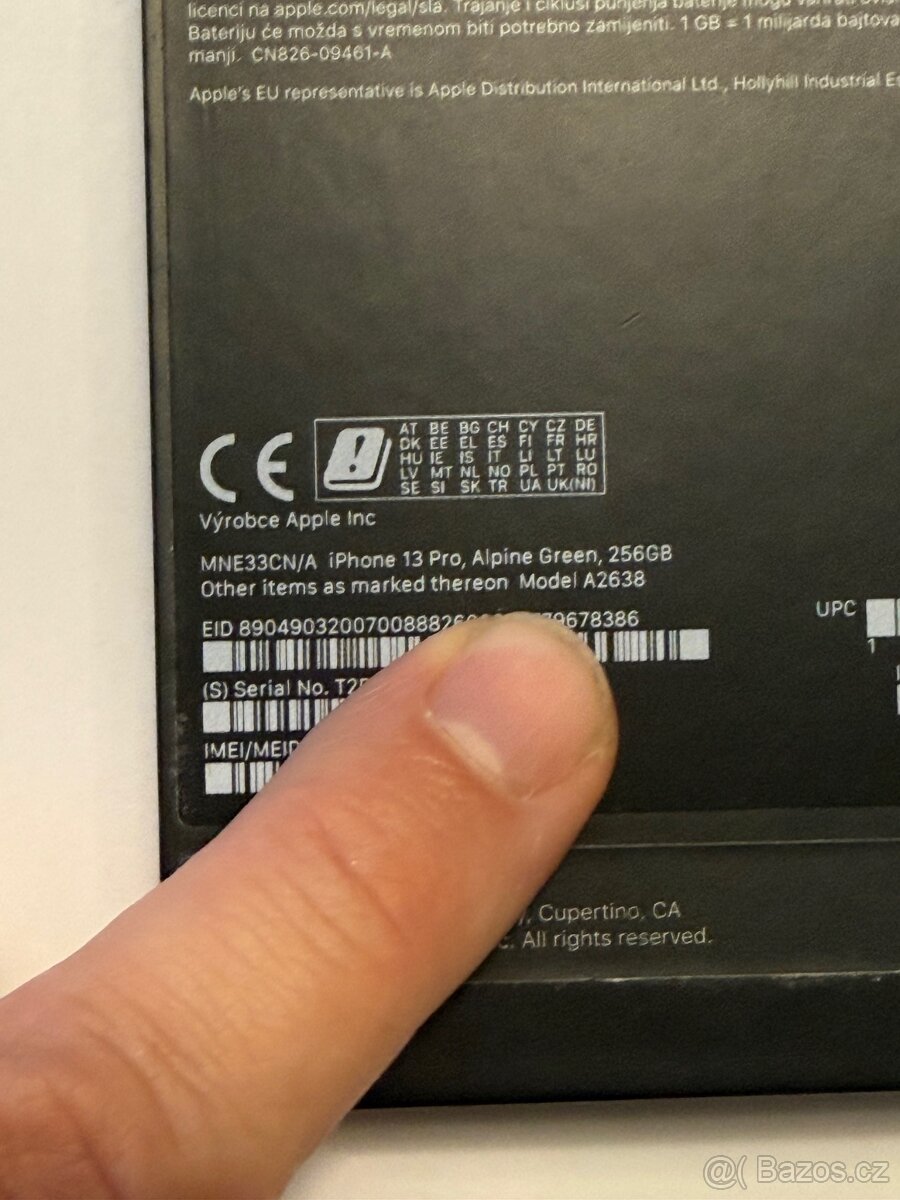 licenci na apple.com/legal/sla. Trajanje i ciklusi punjenja baterije mogu varirati
Bateriju će možda s vremenom biti potrebno zamijeniti. 1 GB = 1 milijarda bajtova
manji. CN826-09461-A
Apple's EU representative is Apple Distribution International Ltd., Hollyhill Industrial
CE
AT BE BG CH CY CZ DE
DK EE EL ES FI FR HR
HU IE IS IT LI LT LU
LV MT NL NO PL PT RO
SE SI SK TR UA UK(NI)
Výrobce Apple Inc
MNE33CN/A iPhone 13 Pro, Alpine Green, 256GB
Other items as marked thereon Model A2638
EID 8904903200700888826 79678386
UPC
1
(S) Serial No. T2
IMEI/MEID
, Cupertino, CA
All rights reserved.
@( Bazos.cz